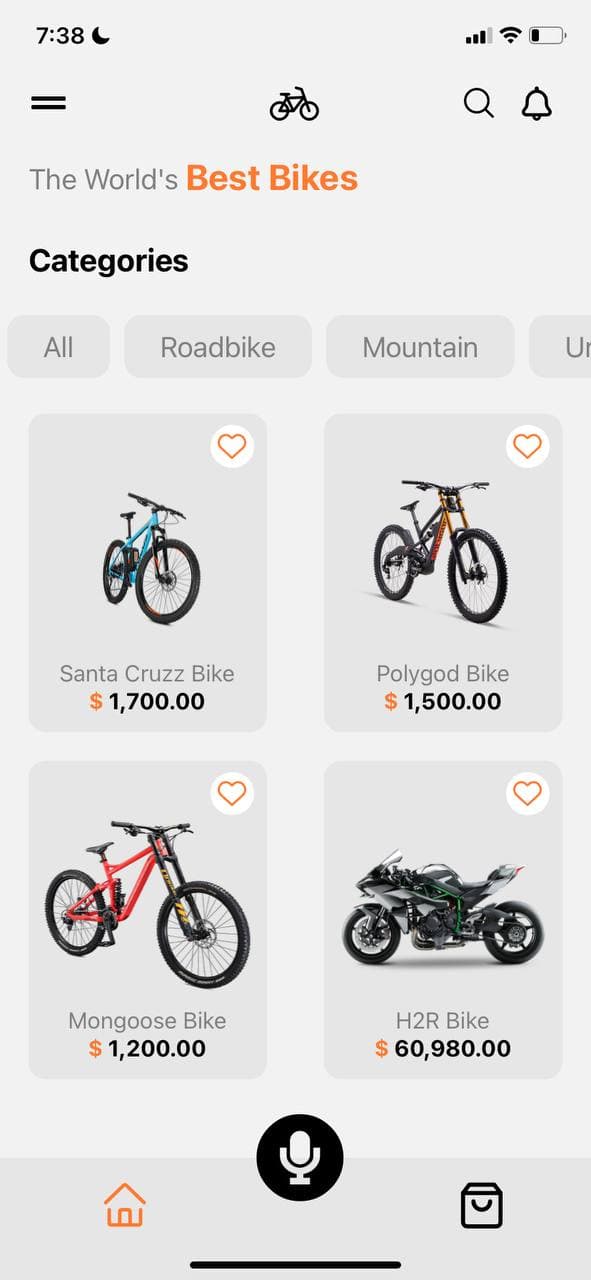 7:38
The World's Best Bikes
Categories
All Roadbike Mountain Ur
Santa Cruzz Bike
$ 1,700.00
Polygod Bike
$ 1,500.00
Mongoose Bike
$ 1,200.00
H2R Bike
$ 60,980.00